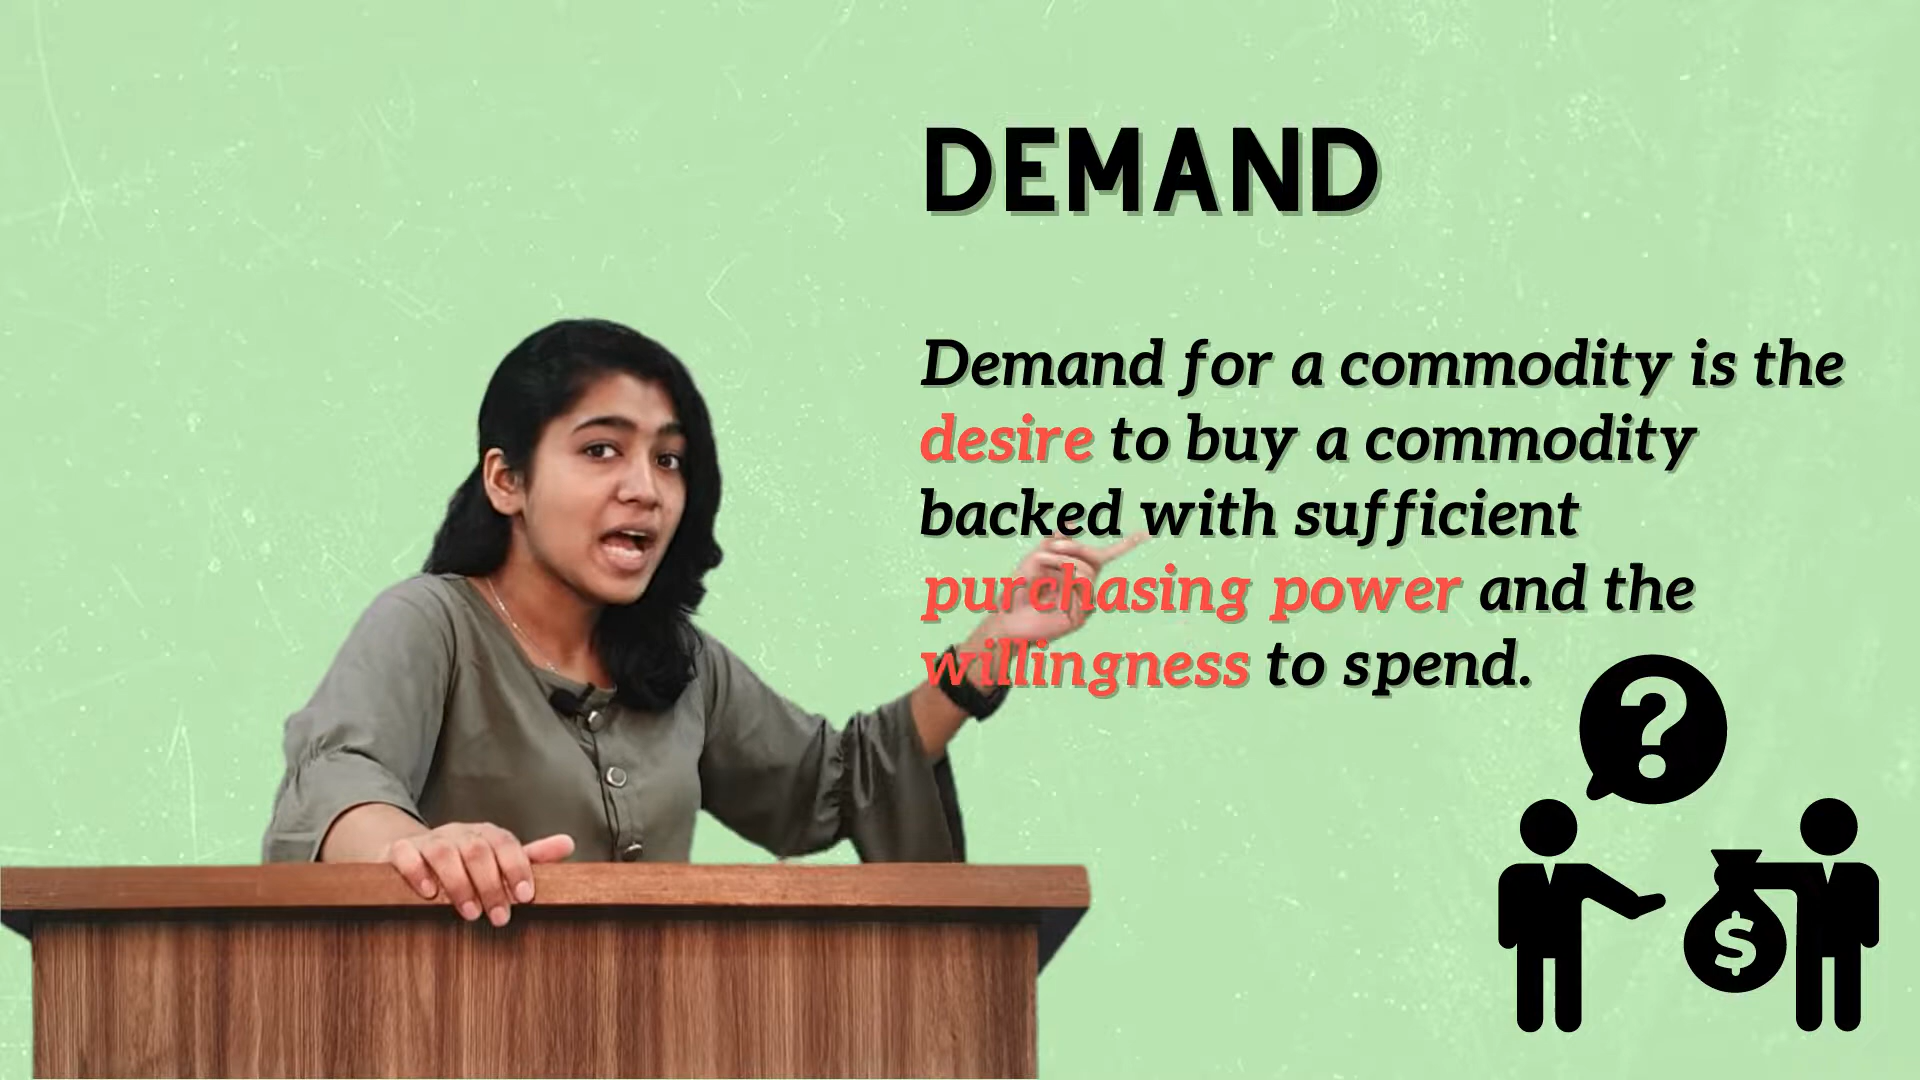 DEMAND
Demand for a commodity is the
desire to buy a commodity
backed with sufficient
purchasing power and the
willingness to spend.
?
$